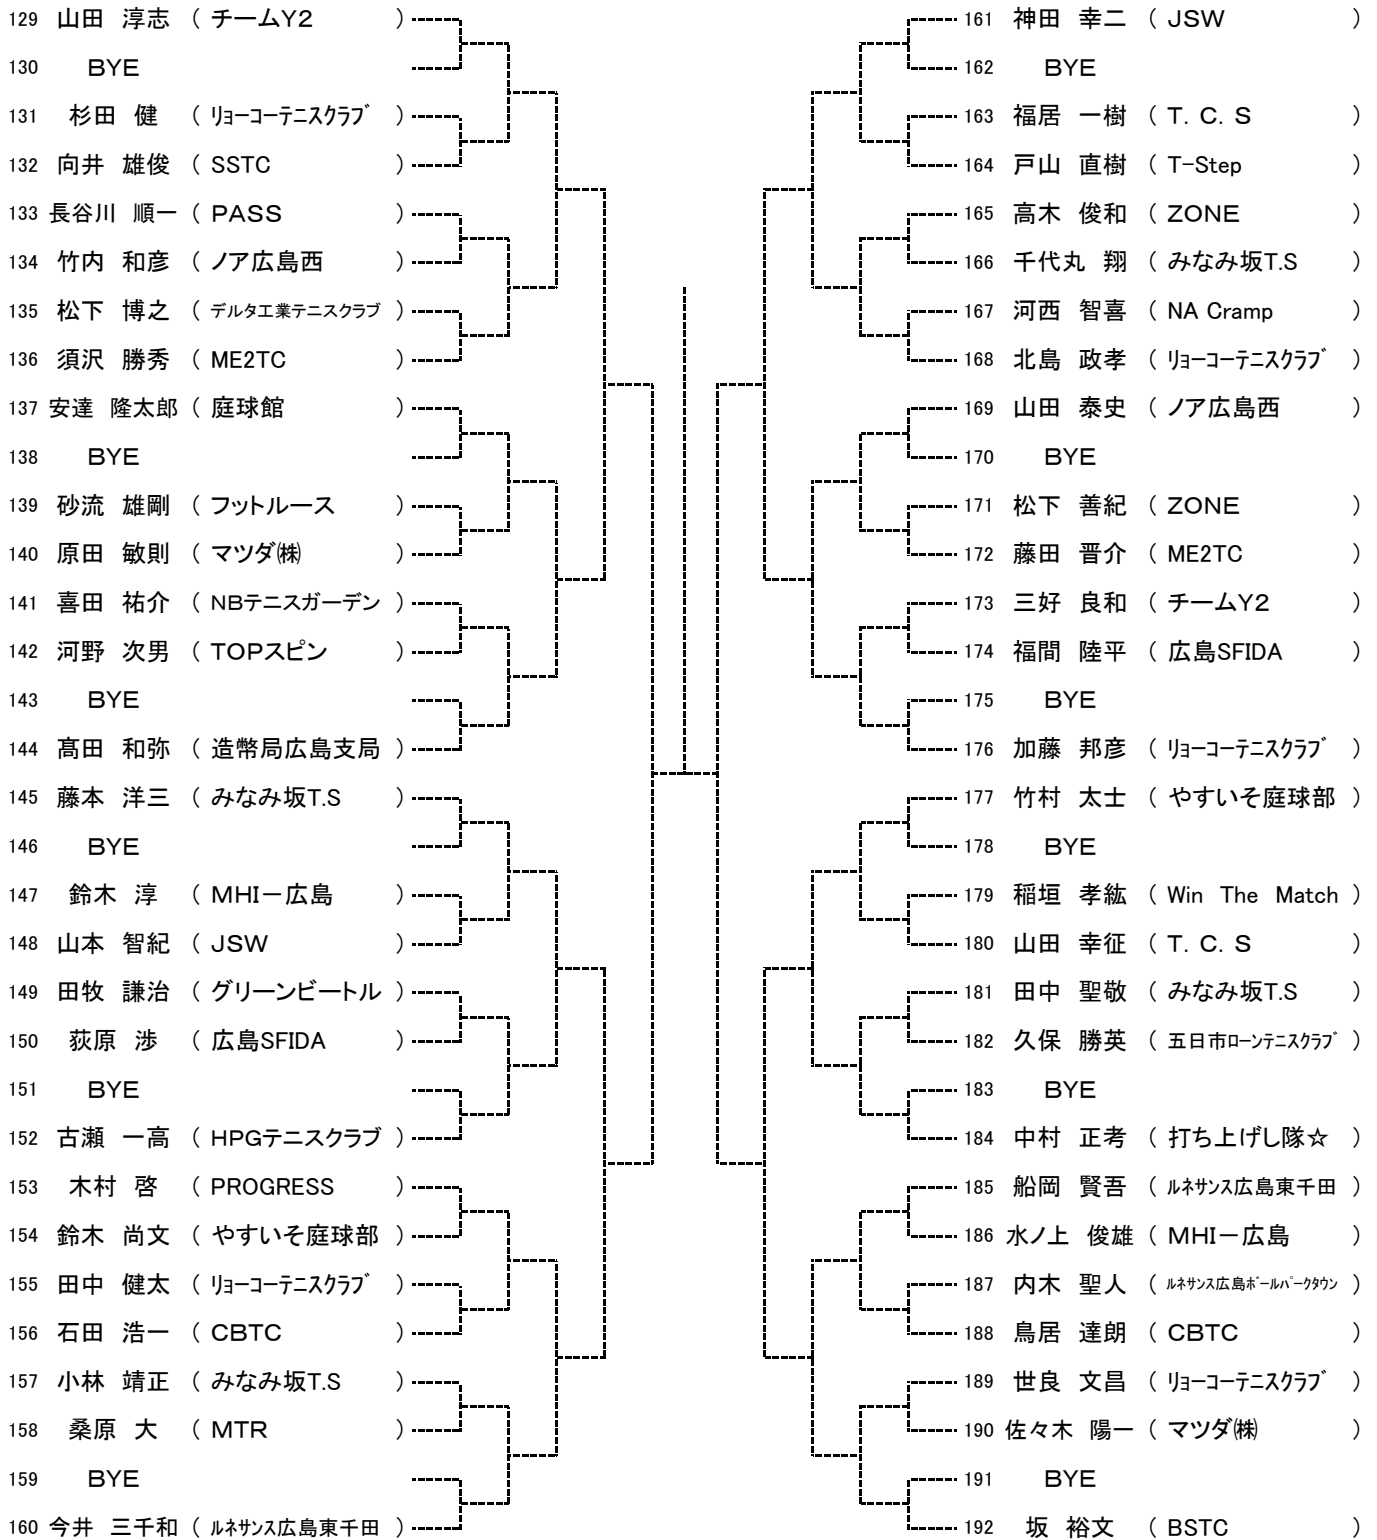 129 山田 淳志 ( チームY2 )
130 BYE
131 杉田 健 ( リョーコーテニスクラブ )
132 向井 雄俊 ( SSTC )
133 長谷川 順一 ( PASS )
134 竹内 和彦 ( ノア広島西 )
135 松下 博之 ( デルタ工業テニスクラブ )
136 須沢 勝秀 ( ME2TC )
137 安達 隆太郎 ( 庭球館 )
138 BYE
139 砂流 雄剛 ( フットルース )
140 原田 敏則 ( マツダ㈱ )
141 喜田 祐介 ( NBテニスガーデン )
142 河野 次男 ( TOPスピン )
143 BYE
144 髙田 和弥 ( 造幣局広島支局 )
145 藤本 洋三 ( みなみ坂T.S )
146 BYE
147 鈴木 淳 ( MHI－広島 )
148 山本 智紀 ( JSW )
149 田牧 謙治 ( グリーンビートル )
150 荻原 渉 ( 広島SFIDA )
151 BYE
152 古瀬 一高 ( HPGテニスクラブ )
153 木村 啓 ( PROGRESS )
154 鈴木 尚文 ( やすいそ庭球部 )
155 田中 健太 ( リョーコーテニスクラブ )
156 石田 浩一 ( CBTC )
157 小林 靖正 ( みなみ坂T.S )
158 桑原 大 ( MTR )
159 BYE
160 今井 三千和 ( ルネサンス広島東千田 )
161 神田 幸二 ( JSW )
162 BYE
163 福居 一樹 ( T. C. S )
164 戸山 直樹 ( T-Step )
165 高木 俊和 ( ZONE )
166 千代丸 翔 ( みなみ坂T.S )
167 河西 智喜 ( NA Cramp )
168 北島 政孝 ( リョーコーテニスクラブ )
169 山田 泰史 ( ノア広島西 )
170 BYE
171 松下 善紀 ( ZONE )
172 藤田 晋介 ( ME2TC )
173 三好 良和 ( チームY2 )
174 福間 陸平 ( 広島SFIDA )
175 BYE
176 加藤 邦彦 ( リョーコーテニスクラブ )
177 竹村 太士 ( やすいそ庭球部 )
178 BYE
179 稲垣 孝紘 ( Win The Match )
180 山田 幸征 ( T. C. S )
181 田中 聖敬 ( みなみ坂T.S )
182 久保 勝英 ( 五日市ローンテニスクラブ )
183 BYE
184 中村 正考 ( 打ち上げし隊☆ )
185 船岡 賢吾 ( ルネサンス広島東千田 )
186 水ノ上 俊雄 ( MHI－広島 )
187 内木 聖人 ( ルネサンス広島ボールパークタウン )
188 鳥居 達朗 ( CBTC )
189 世良 文昌 ( リョーコーテニスクラブ )
190 佐々木 陽一 ( マツダ㈱ )
191 BYE
192 坂 裕文 ( BSTC )